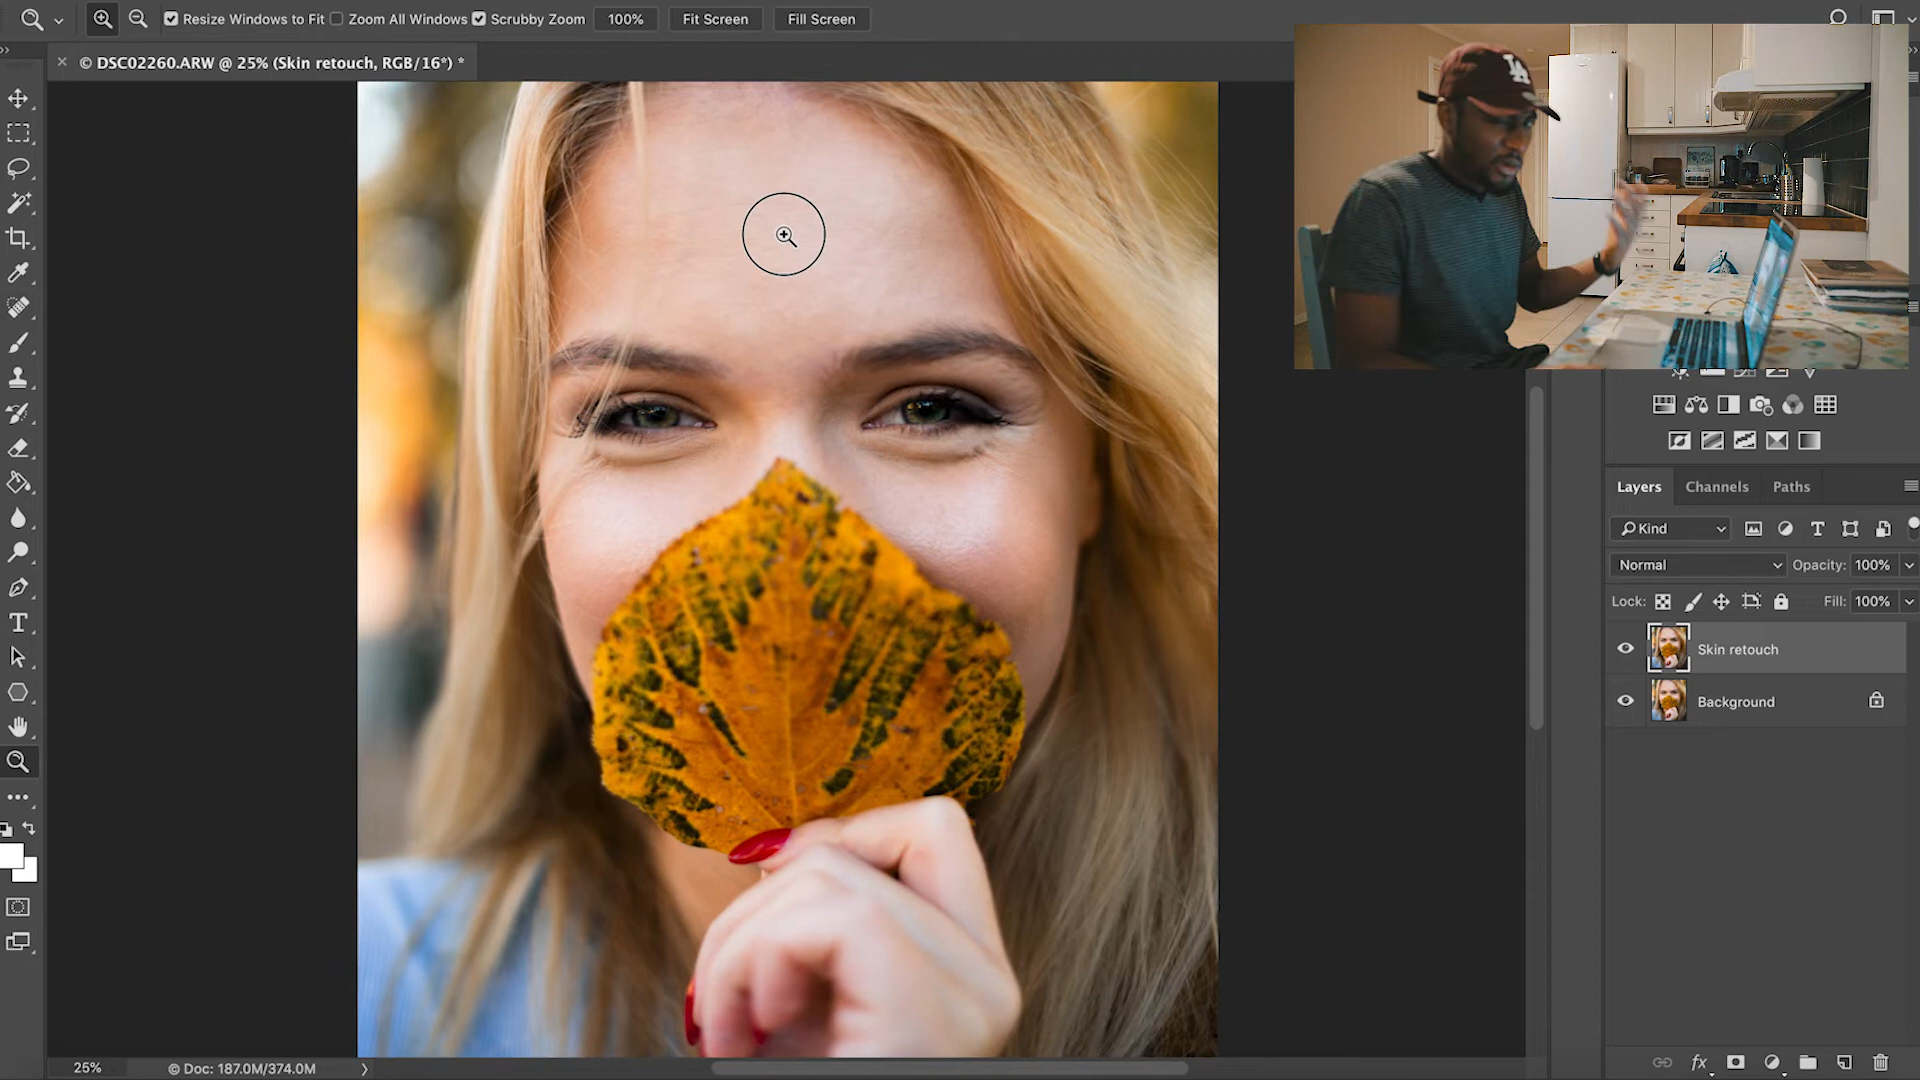 Resize Windows to Fit Zoom All Windows Scrubby Zoom 100% Fit Screen Fill Screen
© DSC02260.ARW @ 25% (Skin retouch, RGB/16*) *
LA
Layers Channels Paths
Kind
Normal Opacity: 100%
Lock: Fill: 100%
Skin retouch
Background
fx
25% © Doc: 187.0M/374.0M